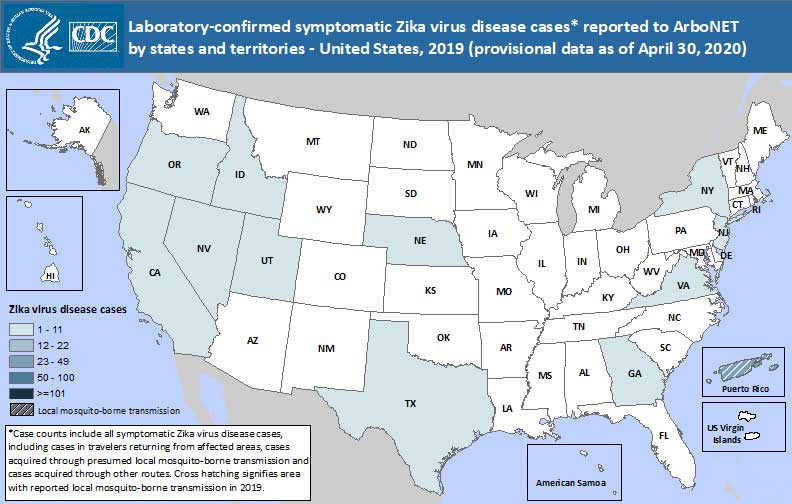 Laboratory-confirmed symptomatic Zika virus disease cases* reported to ArboNET
by states and territories - United States, 2019 (provisional data as of April 30, 2020)
CDC
AK
HI
WA
OR
ID
MT
ND
MN
SD
WY
NV
CA
UT
CO
NE
IA
WI
MI
IL
IN
OH
PA
NY
VT
NH
ME
MA
CT
RI
NJ
DE
MD
WV
VA
KY
KS
MO
TN
NC
SC
AZ
NM
OK
AR
TX
LA
MS
AL
GA
FL
Puerto Rico
US Virgin
Islands
American Samoa
Zika virus disease cases
1 - 11
12 - 22
23 - 49
50 - 100
>=101
Local mosquito-borne transmission
*Case counts include all symptomatic Zika virus disease cases,
including cases in travelers returning from affected areas, cases
acquired through presumed local mosquito-borne transmission and
cases acquired through other routes. Cross hatching signifies area
with reported local mosquito-borne transmission in 2019.